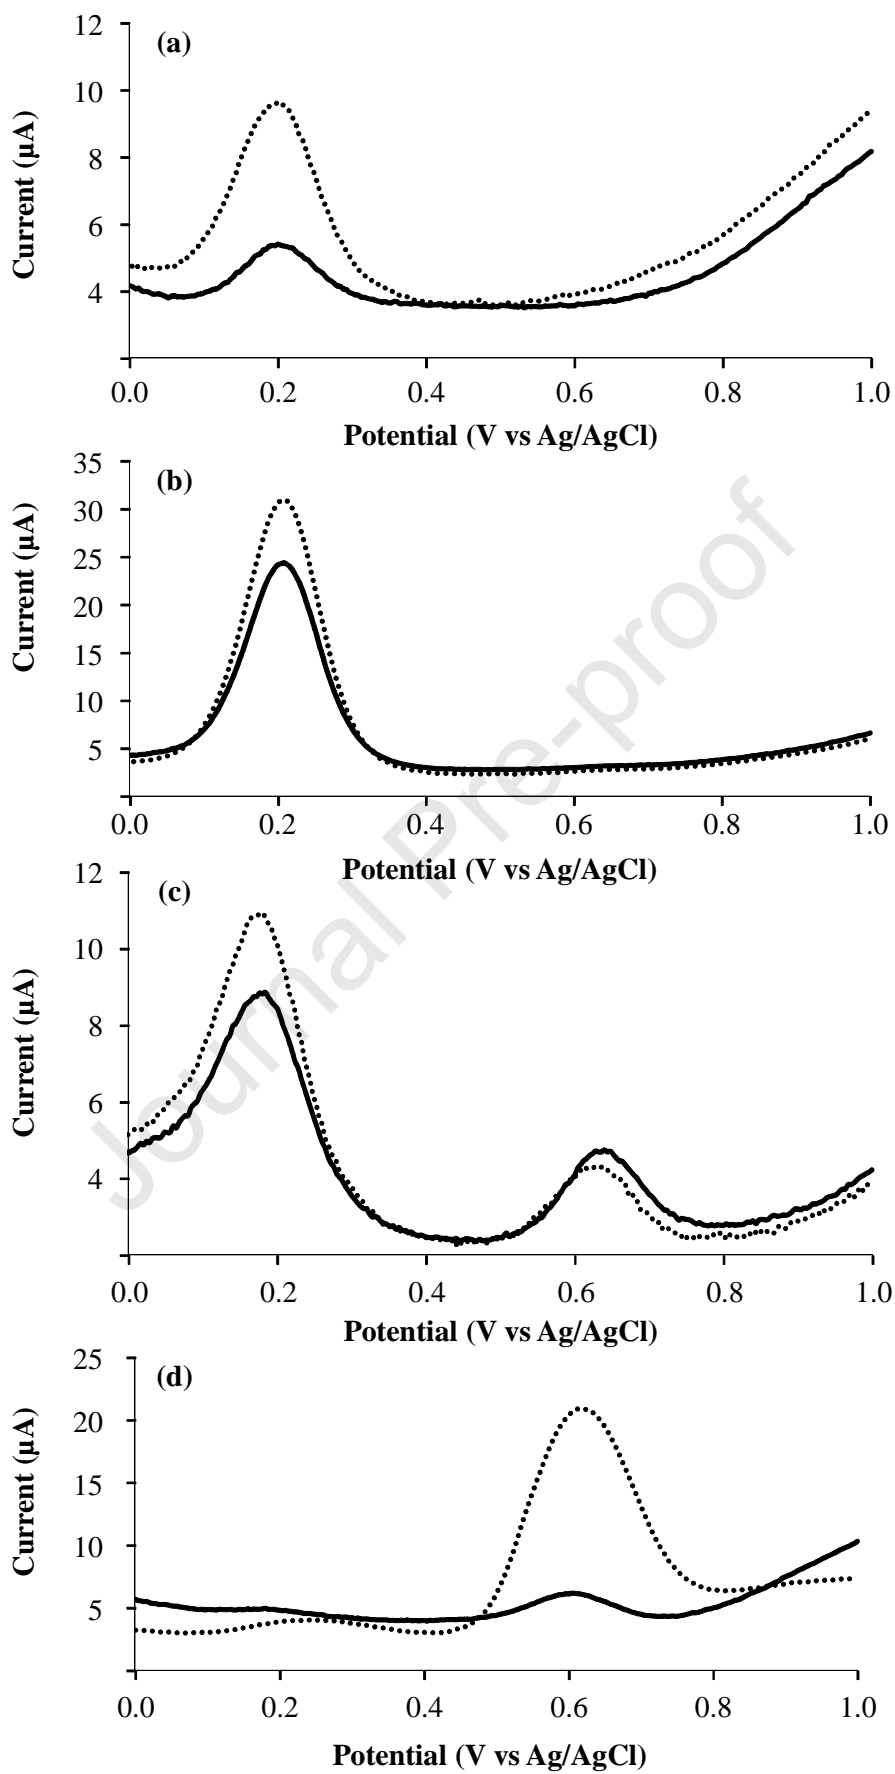 (a)
12
10
8
6
4
Current (µA)
0.0 0.2 0.4 0.6 0.8 1.0
Potential (V vs Ag/AgCl)
(b)
35
30
25
20
15
10
5
Current (µA)
0.0 0.2 0.4 0.6 0.8 1.0
Potential (V vs Ag/AgCl)
(c)
12
10
8
6
4
Current (µA)
0.0 0.2 0.4 0.6 0.8 1.0
Potential (V vs Ag/AgCl)
(d)
25
20
15
10
5
Current (µA)
0.0 0.2 0.4 0.6 0.8 1.0
Potential (V vs Ag/AgCl)
Journal Pre-proof